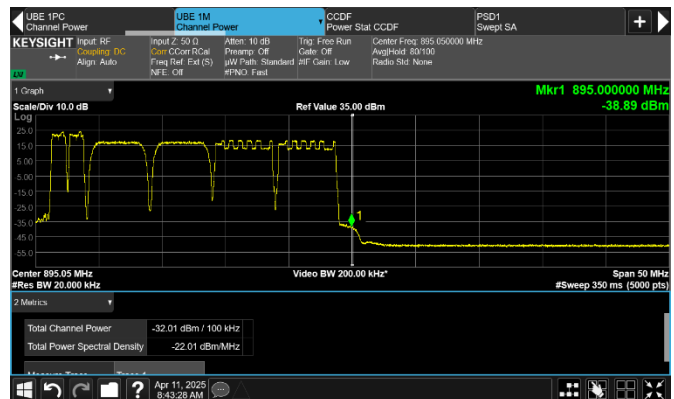 UBE 1PC
Channel Power
UBE 1M
Channel Power
CCDF
Power Stat CCDF
PSD1
Swept SA
KEYSIGHT
Input: RF
Coupling: DC
Align: Auto
Input Z: 50 Ω
Corr CCorr RCal
Freq Ref: Ext (S)
NFE: Off
Atten: 10 dB
Preamp: Off
µW Path: Standard
#PNO: Fast
Trig: Free Run
Gate: Off
#IF Gain: Low
Center Freq: 895.050000 MHz
Avg|Hold: 80/100
Radio Std: None
1 Graph
Mkr1 895.000000 MHz
-38.89 dBm
Scale/Div 10.0 dB
Ref Value 35.00 dBm
Log
25.0
15.0
5.00
-5.00
-15.0
-25.0
-35.0
-45.0
-55.0
1
Center 895.05 MHz
Video BW 200.00 kHz*
Span 50 MHz
#Res BW 20.000 kHz
#Sweep 350 ms (5000 pts)
2 Metrics
Total Channel Power -32.01 dBm / 100 kHz
Total Power Spectral Density -22.01 dBm/MHz
Apr 11, 2025
8:43:28 AM